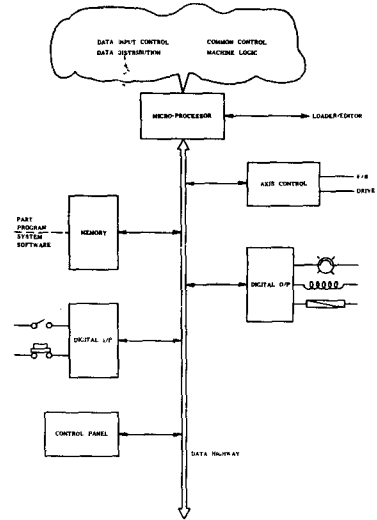 DATA INPUT CONTROL
DATA DISTRIBUTION
COMMON CONTROL
MACHINE LOGIC
MICRO-PROCESSOR
LOADER/EDITOR
AXIS CONTROL
F/B
DRIVE
PART
PROGRAM
SYSTEM
SOFTWARE
MEMORY
DIGITAL O/P
DIGITAL I/P
CONTROL PANEL
DATA HIGHWAY